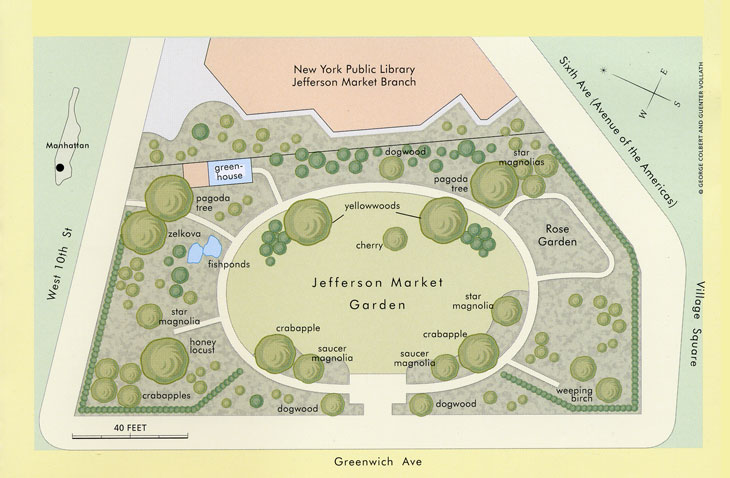 New York Public Library
Jefferson Market Branch
E
W
S
© GEORGE COLBERT AND GUENTER VOLLATH
Sixth Ave (Avenue of the Americas)
Manhattan
dogwood
star
magnolias
green-
house
pagoda
tree
pagoda
tree
yellowwoods
zelkova
cherry
Rose
Garden
fishponds
West 10th St
Jefferson Market
Garden
star
magnolia
star
magnolia
Village Square
crabapple
crabapple
honey
locust
saucer
magnolia
saucer
magnolia
crabapples
weeping
birch
dogwood
dogwood
40 FEET
Greenwich Ave